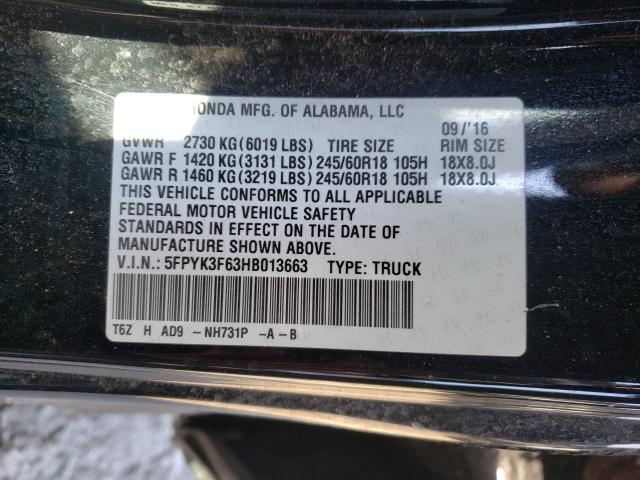 HONDA MFG. OF ALABAMA, LLC 09/'16
GVWR 2730 KG(6019 LBS) TIRE SIZE RIM SIZE
GAWR F 1420 KG(3131 LBS) 245/60R18 105H 18X8.0J
GAWR R 1460 KG(3219 LBS) 245/60R18 105H 18X8.0J
THIS VEHICLE CONFORMS TO ALL APPLICABLE
FEDERAL MOTOR VEHICLE SAFETY
STANDARDS IN EFFECT ON THE DATE OF
MANUFACTURE SHOWN ABOVE.
V.I.N.: 5FPYK3F63HB013663 TYPE: TRUCK
T6Z H AD9 -NH731P -A-B